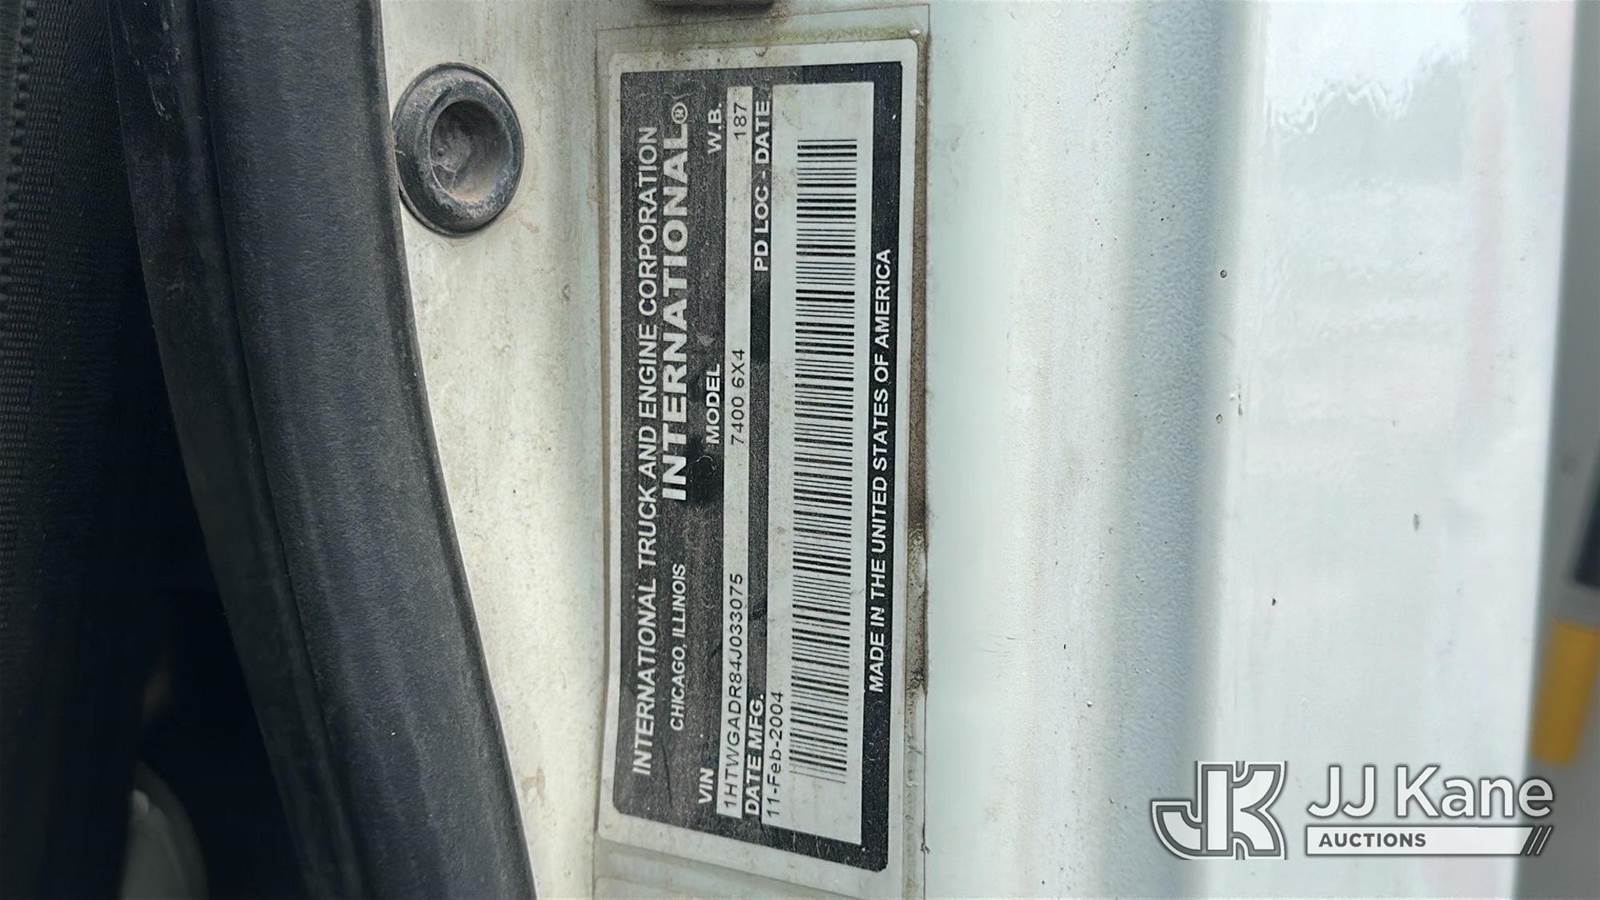 INTERNATIONAL TRUCK AND ENGINE CORPORATION
CHICAGO, ILLINOIS INTERNATIONAL®
VIN MODEL W.B.
1HTWGADR84J033075 7400 6X4 187
DATE MFG. PD LOC - DATE
11-Feb-2004
MADE IN THE UNITED STATES OF AMERICA
JK JJ Kane
AUCTIONS